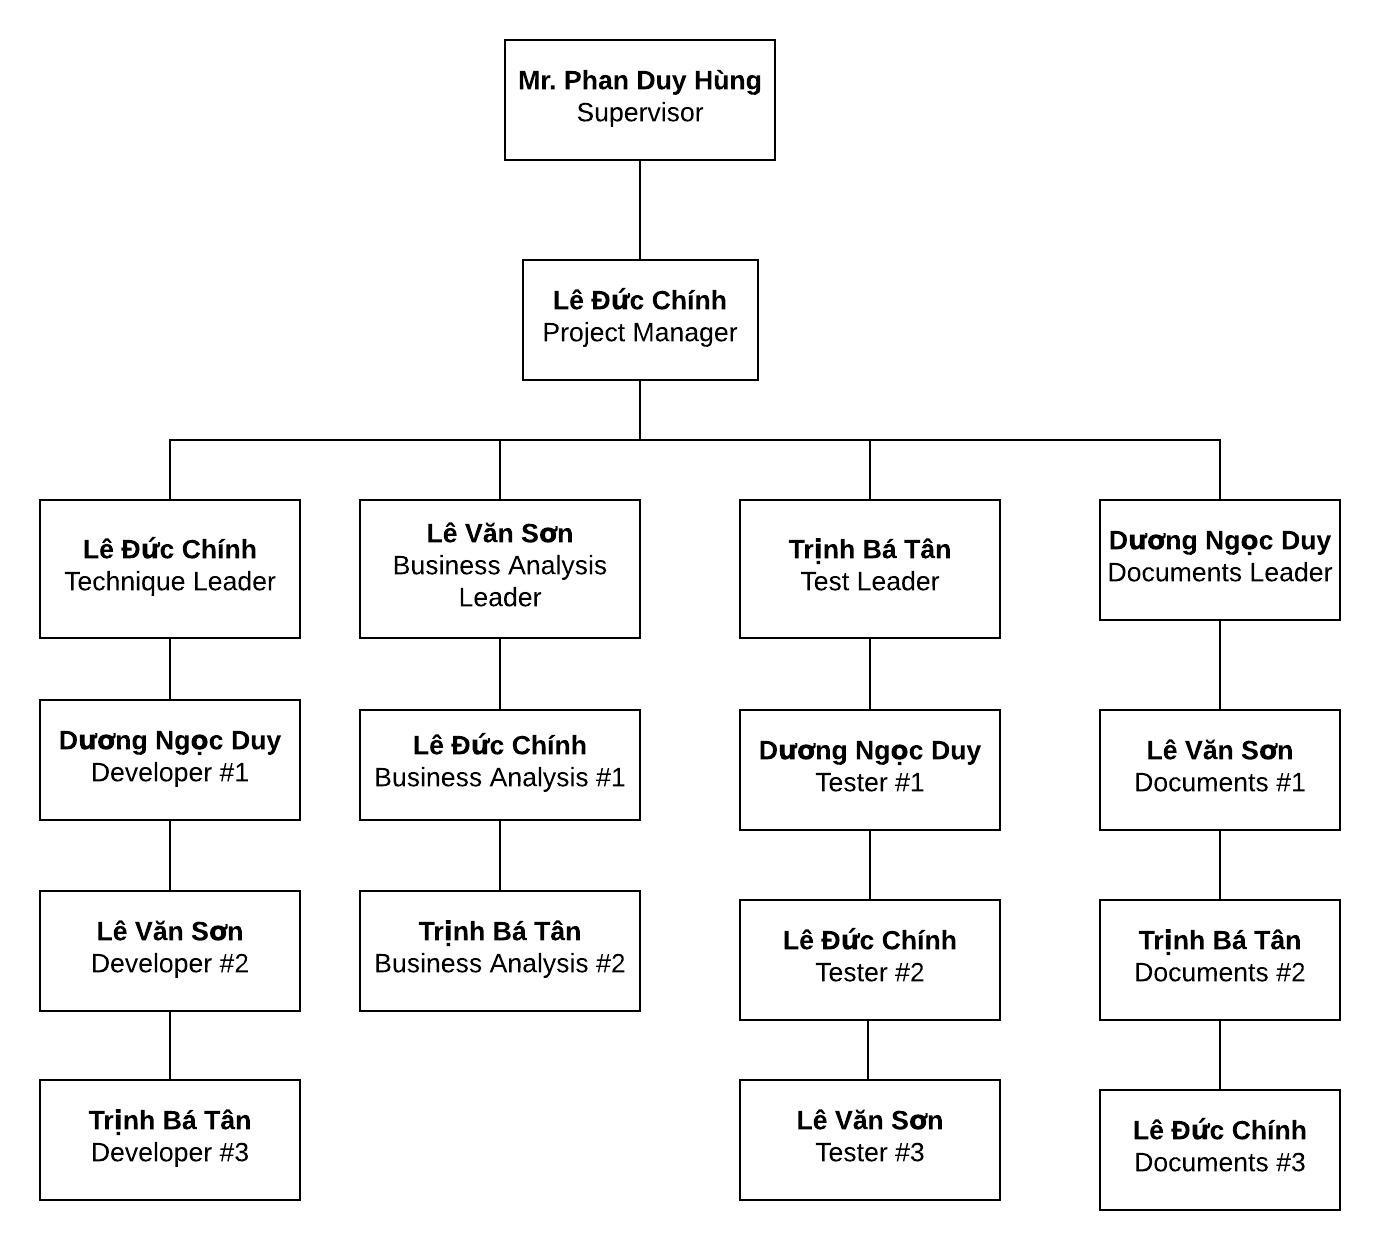 Mr. Phan Duy Hùng
Supervisor
Lê Đức Chính
Project Manager
Lê Đức Chính
Technique Leader
Lê Văn Sơn
Business Analysis
Leader
Trịnh Bá Tân
Test Leader
Dương Ngọc Duy
Documents Leader
Dương Ngọc Duy
Developer #1
Lê Đức Chính
Business Analysis #1
Dương Ngọc Duy
Tester #1
Lê Văn Sơn
Documents #1
Lê Văn Sơn
Developer #2
Trịnh Bá Tân
Business Analysis #2
Lê Đức Chính
Tester #2
Trịnh Bá Tân
Documents #2
Trịnh Bá Tân
Developer #3
Lê Văn Sơn
Tester #3
Lê Đức Chính
Documents #3